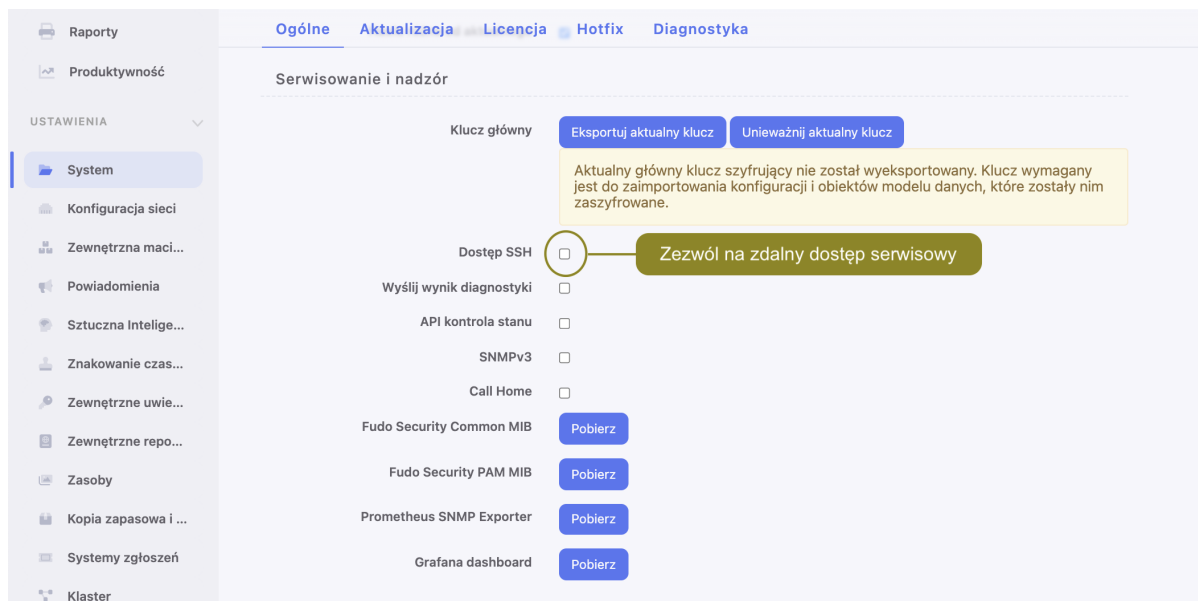 Raporty
Produktywność
USTAWIENIA
System
Konfiguracja sieci
Zewnętrzna maci...
Powiadomienia
Sztuczna Intelige...
Znakowanie czas...
Zewnętrzne uwie...
Zewnętrzne repo...
Zasoby
Kopia zapasowa i ...
Systemy zgłoszeń
Klaster
Ogólne Aktualizacja Licencja Hotfix Diagnostyka
Serwisowanie i nadzór
Klucz główny Eksportuj aktualny klucz Unieważnij aktualny klucz
Aktualny główny klucz szyfrujący nie został wyeksportowany. Klucz wymagany
jest do zaimportowania konfiguracji i obiektów modelu danych, które zostały nim
zaszyfrowane.
Dostęp SSH Zezwól na zdalny dostęp serwisowy
Wyślij wynik diagnostyki
API kontrola stanu
SNMPv3
Call Home
Fudo Security Common MIB Pobierz
Fudo Security PAM MIB Pobierz
Prometheus SNMP Exporter Pobierz
Grafana dashboard Pobierz